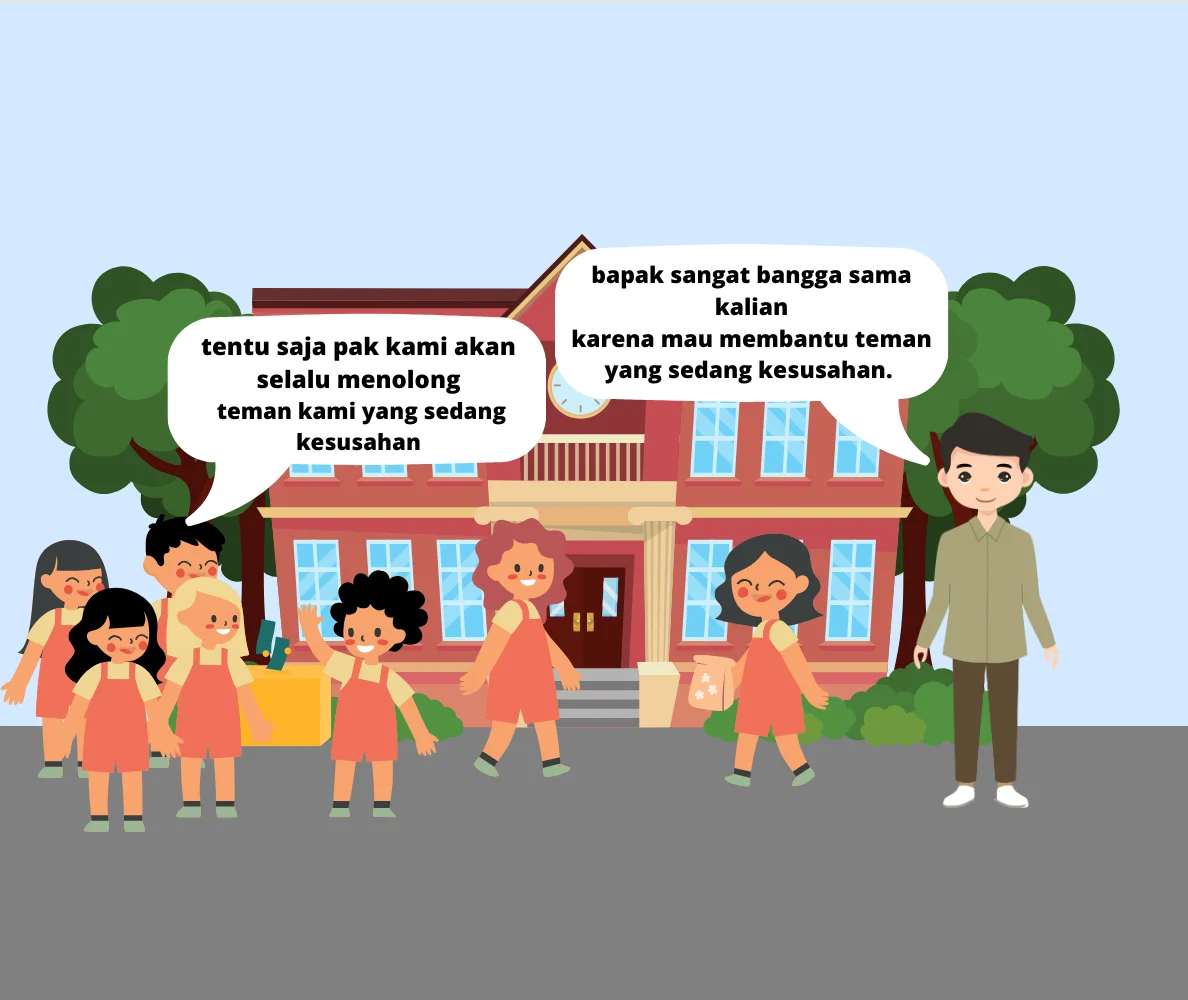 bapak sangat bangga sama
kalian
karena mau membantu teman
yang sedang kesusahan.
tentu saja pak kami akan
selalu menolong
teman kami yang sedang
kesusahan